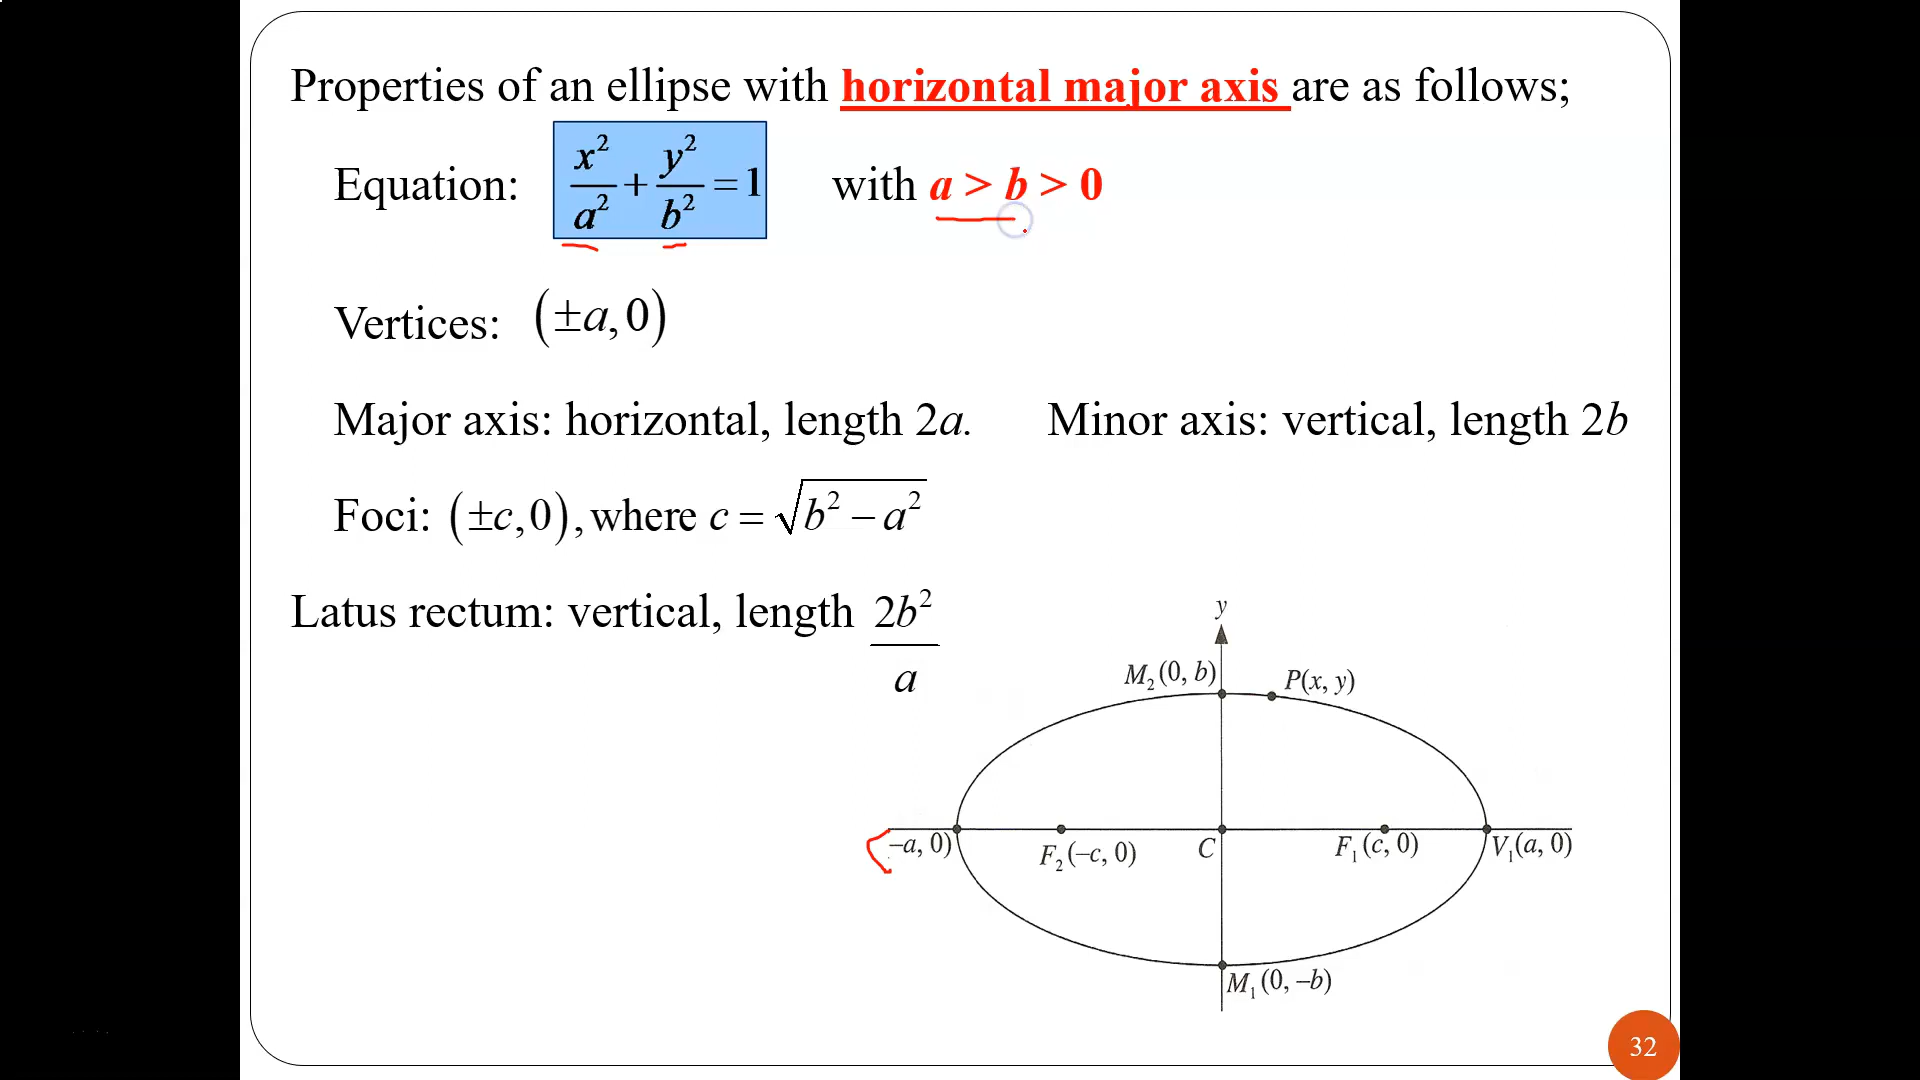 Properties of an ellipse with horizontal major axis are as follows;
Equation: x²/a² + y²/b² = 1 with a > b > 0
Vertices: (±a, 0)
Major axis: horizontal, length 2a. Minor axis: vertical, length 2b
Foci: (±c, 0), where c = √(b² − a²)
Latus rectum: vertical, length 2b²/a
y
M₂(0, b) P(x, y)
(–a, 0) F₂(–c, 0) C F₁(c, 0) V₁(a, 0)
M₁(0, –b)
32